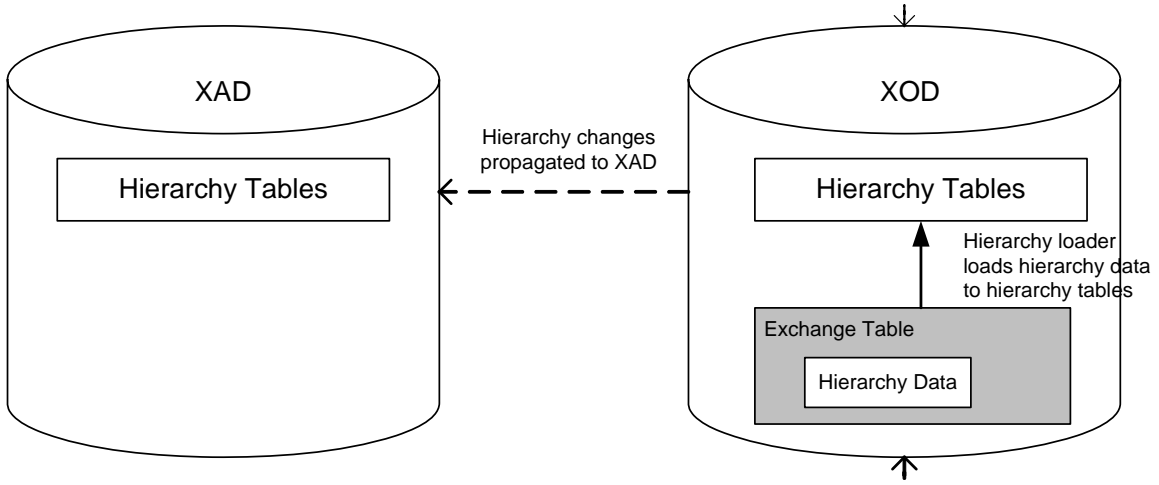 XAD
XOD
Hierarchy changes
propagated to XAD
Hierarchy Tables
Hierarchy Tables
Hierarchy loader
loads hierarchy data
to hierarchy tables
Exchange Table
Hierarchy Data